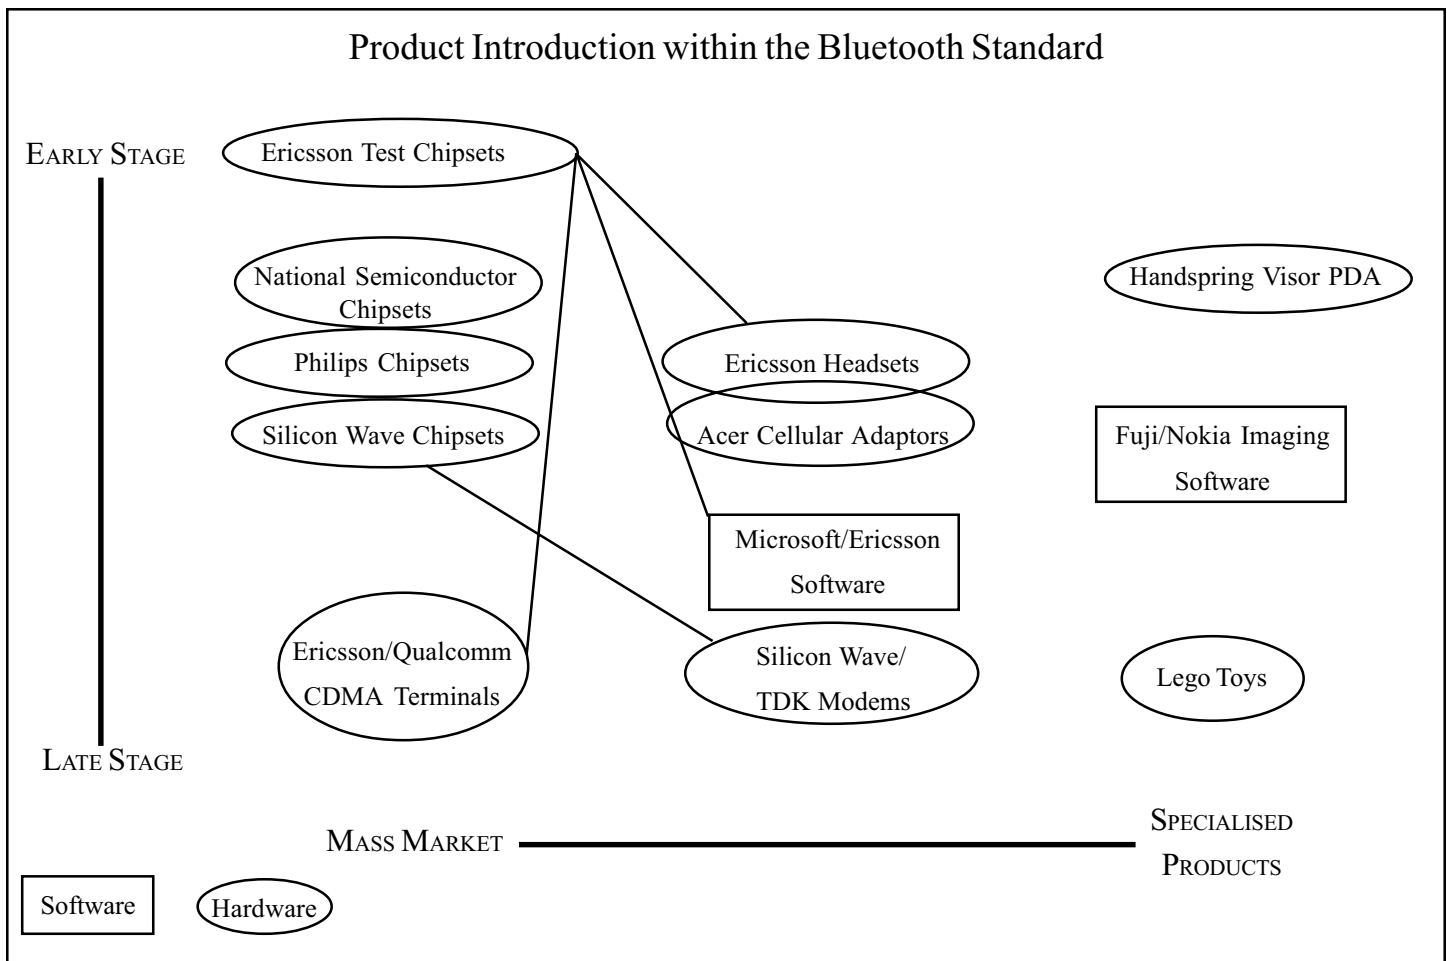 Product Introduction within the Bluetooth Standard
EARLY STAGE
Ericsson Test Chipsets
National Semiconductor
Chipsets
Handspring Visor PDA
Philips Chipsets
Ericsson Headsets
Silicon Wave Chipsets
Acer Cellular Adaptors
Fuji/Nokia Imaging
Software
Microsoft/Ericsson
Software
Ericsson/Qualcomm
CDMA Terminals
Silicon Wave/
TDK Modems
Lego Toys
LATE STAGE
MASS MARKET
SPECIALISED
PRODUCTS
Software
Hardware